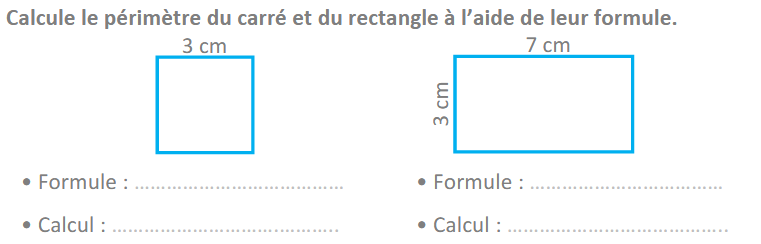 Calcule le périmètre du carré et du rectangle à l’aide de leur formule.
3 cm
7 cm
3 cm
• Formule : …………………………………
• Formule : ………………………………
• Calcul : ……………………………………..
• Calcul : ……………………………………..